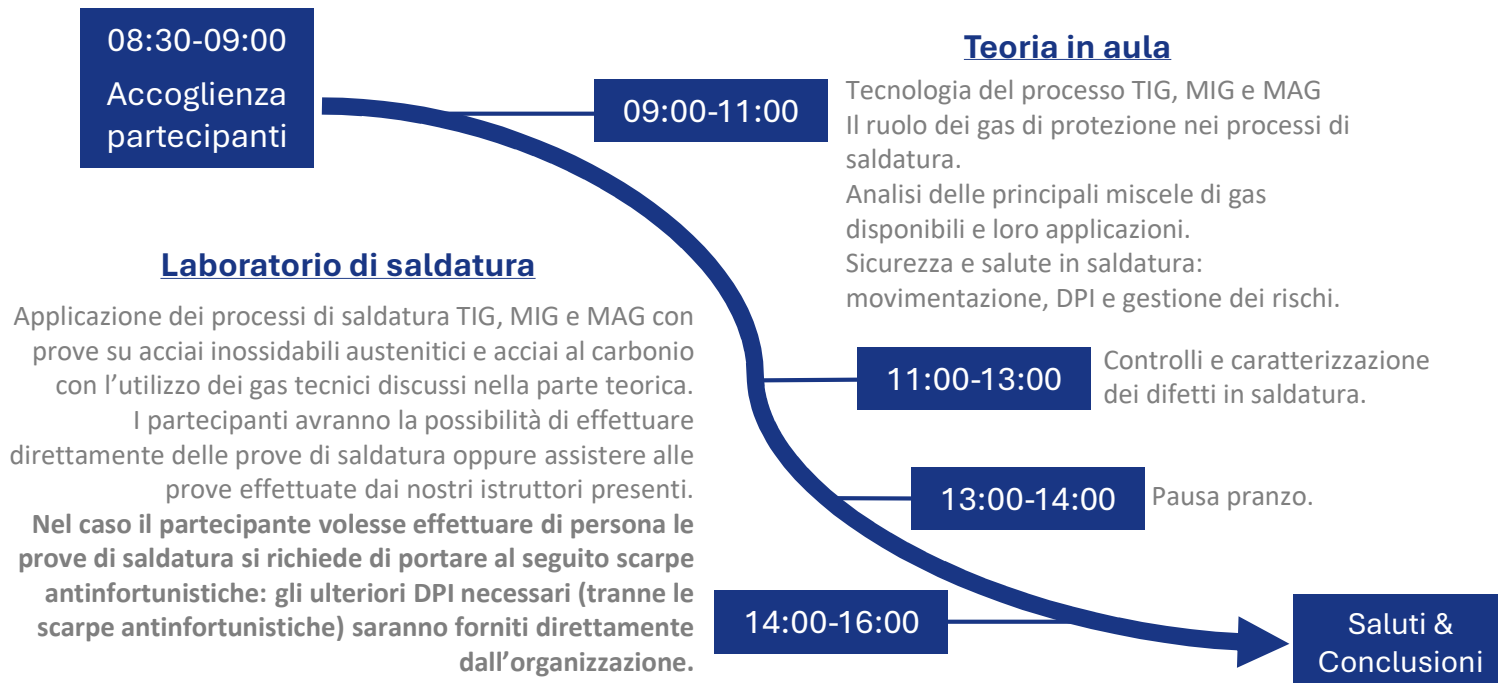 08:30-09:00
Accoglienza
partecipanti
Teoria in aula
09:00-11:00
Tecnologia del processo TIG, MIG e MAG
Il ruolo dei gas di protezione nei processi di
saldatura.
Analisi delle principali miscele di gas
disponibili e loro applicazioni.
Sicurezza e salute in saldatura:
movimentazione, DPI e gestione dei rischi.
11:00-13:00
Controlli e caratterizzazione
dei difetti in saldatura.
13:00-14:00
Pausa pranzo.
Laboratorio di saldatura
Applicazione dei processi di saldatura TIG, MIG e MAG con
prove su acciai inossidabili austenitici e acciai al carbonio
con l’utilizzo dei gas tecnici discussi nella parte teorica.
I partecipanti avranno la possibilità di effettuare
direttamente delle prove di saldatura oppure assistere alle
prove effettuate dai nostri istruttori presenti.
Nel caso il partecipante volesse effettuare di persona le
prove di saldatura si richiede di portare al seguito scarpe
antinfortunistiche: gli ulteriori DPI necessari (tranne le
scarpe antinfortunistiche) saranno forniti direttamente
dall’organizzazione.
14:00-16:00
Saluti &
Conclusioni